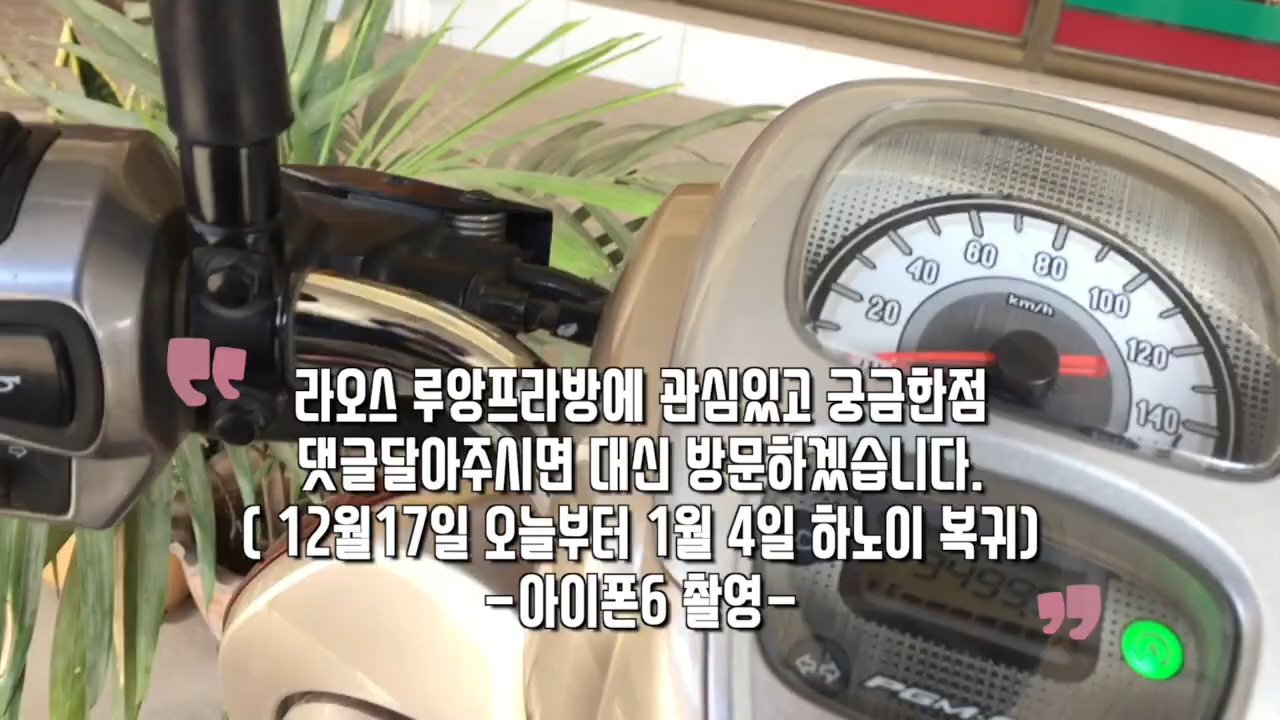 20
40
60
80
100
120
140
km/h
라오스 루앙프라방에 관심있고 궁금한점
댓글달아주시면 대신 방문하겠습니다.
( 12월17일 오늘부터 1월 4일 하노이 복귀)
-아이폰6 촬영-